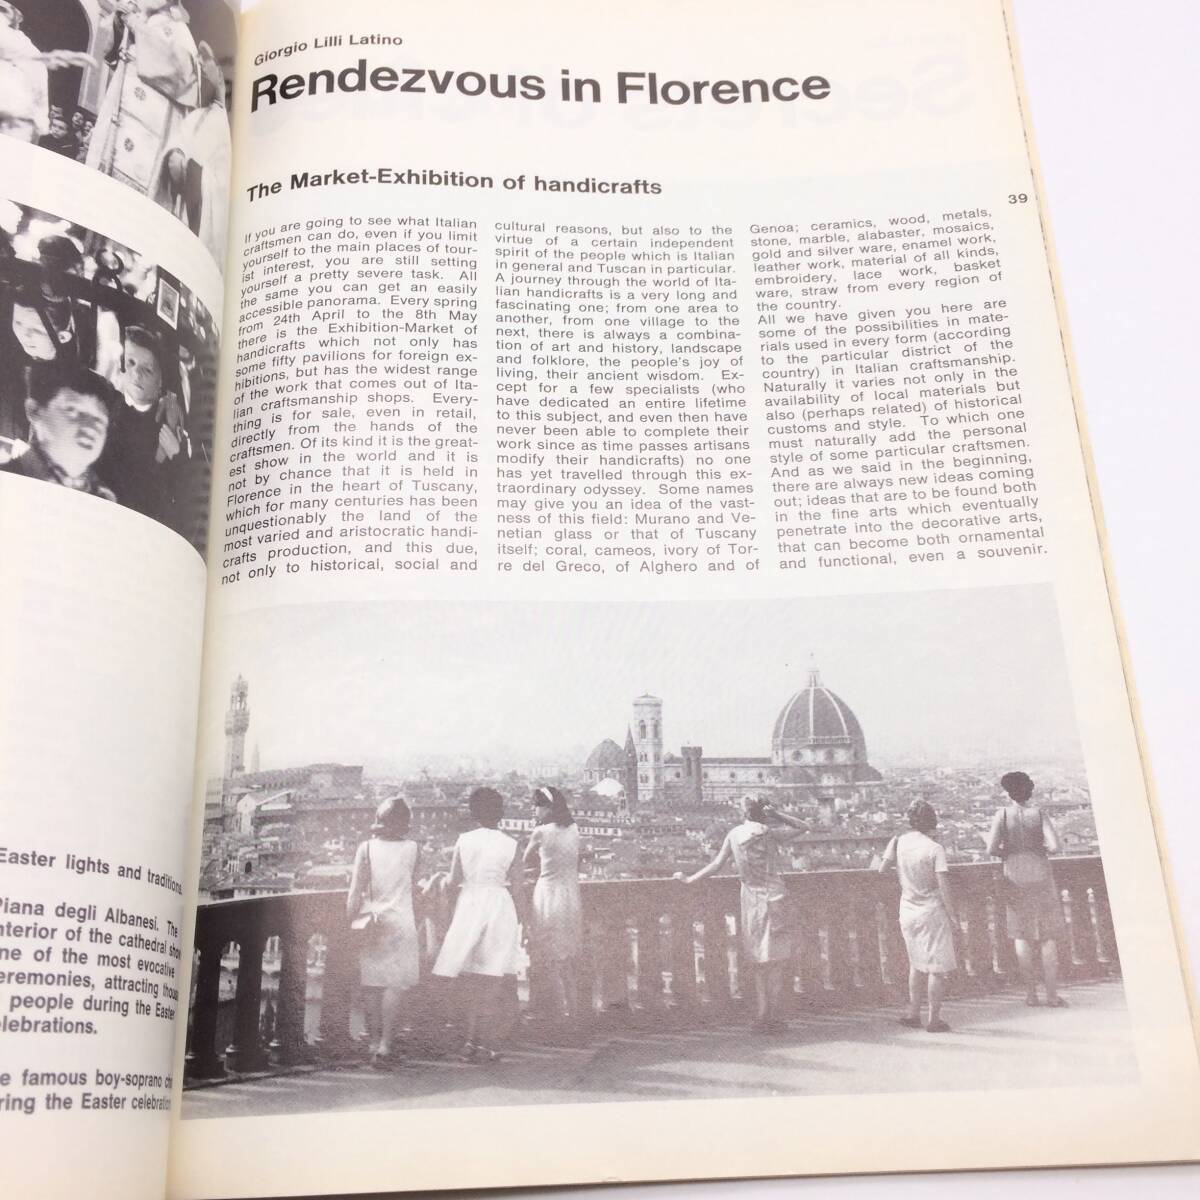 Giorgio Lilli Latino
Rendezvous in Florence
The Market-Exhibition of handicrafts
39
If you are going to see what Italian
craftsmen can do, even if you limit
yourself to the main places of tour-
ist interest, you are still setting
yourself a pretty severe task. All
the same you can get an easily
accessible panorama. Every spring
from 24th April to the 8th May
there is the Exhibition-Market of
handicrafts which not only has
some fifty pavilions for foreign ex-
hibitions, but has the widest range
of the work that comes out of Ita-
lian craftsmanship shops. Every-
thing is for sale, even in retail,
directly from the hands of the
craftsmen. Of its kind it is the great-
est show in the world and it is
not by chance that it is held in
Florence in the heart of Tuscany,
which for many centuries has been
unquestionably the land of the
most varied and aristocratic handi-
crafts production, and this due,
not only to historical, social and
cultural reasons, but also to the
virtue of a certain independent
spirit of the people which is Italian
in general and Tuscan in particular.
A journey through the world of Ita-
lian handicrafts is a very long and
fascinating one; from one area to
another, from one village to the
next, there is always a combina-
tion of art and history, landscape
and folklore, the people's joy of
living, their ancient wisdom. Ex-
cept for a few specialists (who
have dedicated an entire lifetime
to this subject, and even then have
never been able to complete their
work since as time passes artisans
modify their handicrafts) no one
has yet travelled through this ex-
traordinary odyssey. Some names
may give you an idea of the vast-
ness of this field: Murano and Ve-
netian glass or that of Tuscany
itself; coral, cameos, ivory of Tor-
re del Greco, of Alghero and of
Genoa; ceramics, wood, metals,
stone, marble, alabaster, mosaics,
gold and silver ware, enamel work,
leather work, material of all kinds,
embroidery, lace work, basket
ware, straw from every region of
the country.
All we have given you here are
some of the possibilities in mate-
rials used in every form (according
to the particular district of the
country) in Italian craftsmanship.
Naturally it varies not only in the
availability of local materials but
also (perhaps related) of historical
customs and style. To which one
must naturally add the personal
style of some particular craftsmen.
And as we said in the beginning,
there are always new ideas coming
out; ideas that are to be found both
in the fine arts which eventually
penetrate into the decorative arts,
that can become both ornamental
and functional, even a souvenir.
Easter lights and traditions.
Piana degli Albanesi. The
interior of the cathedral
of the most evocative
ceremonies, attracting
people during the Easter
celebrations.
famous boy-soprano
the Easter